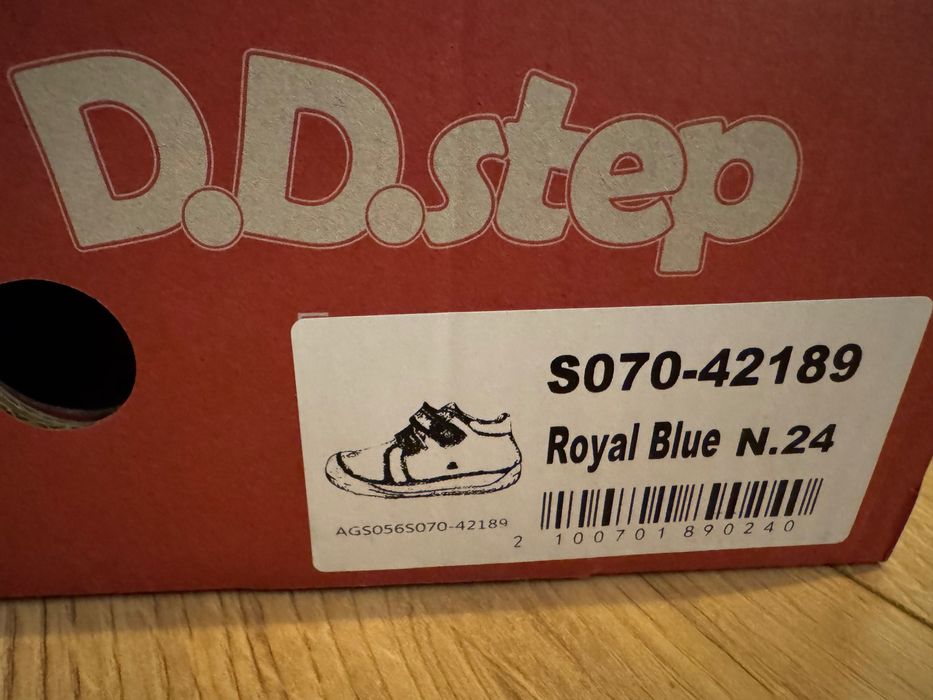 D.D.step
S070-42189
Royal Blue N.24
AGS056S070-42189
2 100701 890240